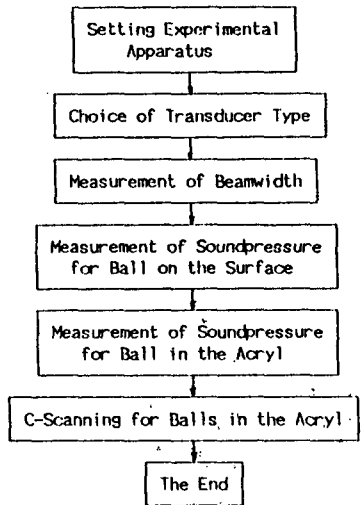 Setting Experimental
Apparatus
Choice of Transducer Type
Measurement of Beamwidth
Measurement of Soundpressure
for Ball on the Surface
Measurement of Soundpressure
for Ball in the Acryl
C-Scanning for Balls in the Acryl
The End